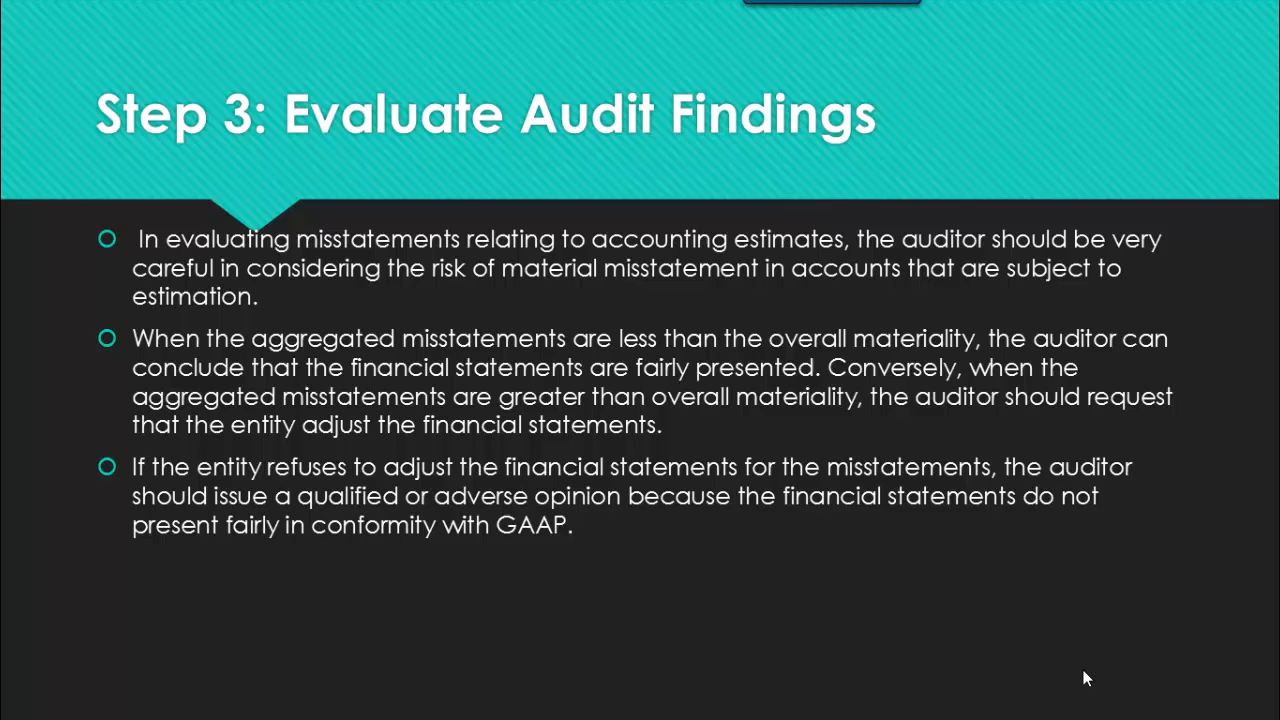 Step 3: Evaluate Audit Findings
In evaluating misstatements relating to accounting estimates, the auditor should be very
careful in considering the risk of material misstatement in accounts that are subject to
estimation.
When the aggregated misstatements are less than the overall materiality, the auditor can
conclude that the financial statements are fairly presented. Conversely, when the
aggregated misstatements are greater than overall materiality, the auditor should request
that the entity adjust the financial statements.
If the entity refuses to adjust the financial statements for the misstatements, the auditor
should issue a qualified or adverse opinion because the financial statements do not
present fairly in conformity with GAAP.